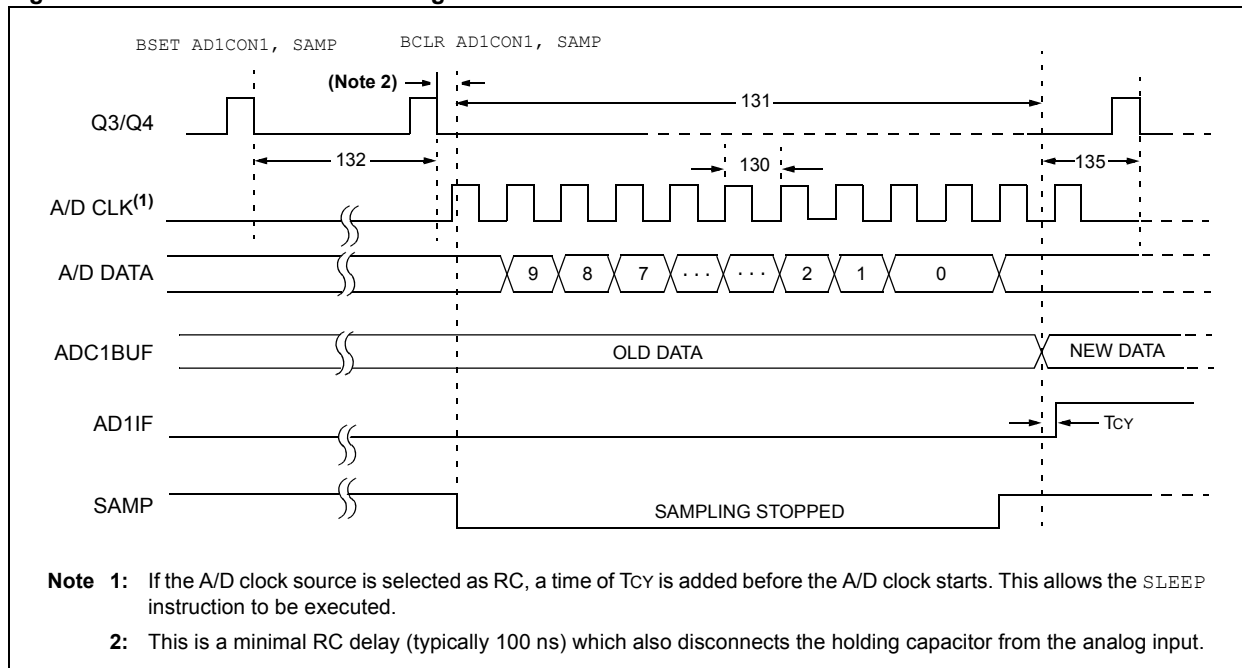 BSET AD1CON1, SAMP
BCLR AD1CON1, SAMP
(Note 2)
131
Q3/Q4
132
130
135
A/D CLK(1)
A/D DATA
9 8 7 · · · · · · 2 1 0
ADC1BUF
OLD DATA
NEW DATA
AD1IF
TCY
SAMP
SAMPLING STOPPED
Note 1: If the A/D clock source is selected as RC, a time of TCY is added before the A/D clock starts. This allows the SLEEP
instruction to be executed.
2: This is a minimal RC delay (typically 100 ns) which also disconnects the holding capacitor from the analog input.